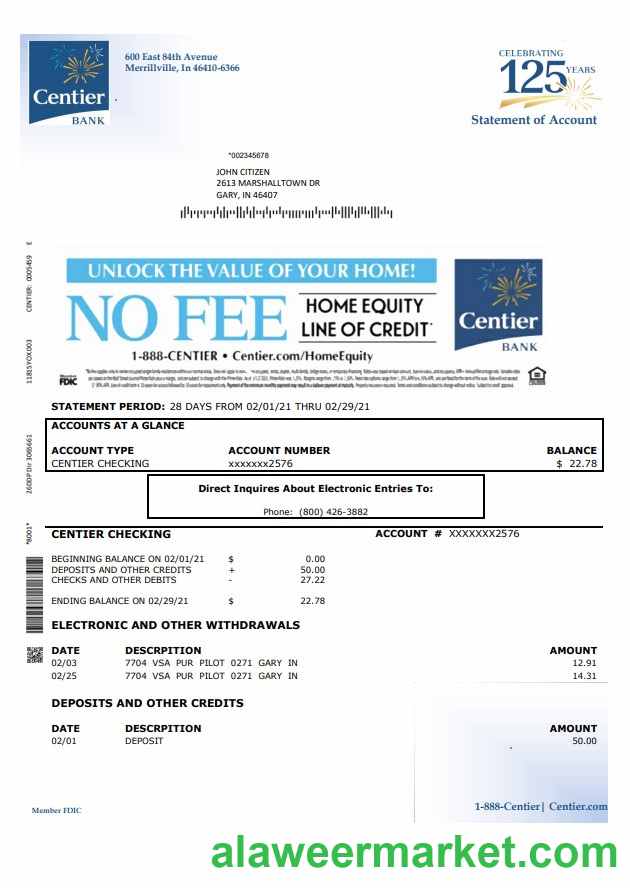 600 East 84th Avenue
Merrillville, In 46410-6366
Centier
BANK
CELEBRATING
125 YEARS
Statement of Account
*002345678
JOHN CITIZEN
2613 MARSHALLTOWN DR
GARY, IN 46407
UNLOCK THE VALUE OF YOUR HOME!
NO FEE HOME EQUITY
LINE OF CREDIT*
1-888-CENTIER • Centier.com/HomeEquity
Centier
BANK
FDIC
STATEMENT PERIOD: 28 DAYS FROM 02/01/21 THRU 02/29/21
ACCOUNTS AT A GLANCE
ACCOUNT TYPE ACCOUNT NUMBER BALANCE
CENTIER CHECKING xxxxxxx2576 $ 22.78
Direct Inquires About Electronic Entries To:
Phone: (800) 426-3882
CENTIER CHECKING ACCOUNT # XXXXXXX2576
BEGINNING BALANCE ON 02/01/21 $ 0.00
DEPOSITS AND OTHER CREDITS + 50.00
CHECKS AND OTHER DEBITS - 27.22
ENDING BALANCE ON 02/29/21 $ 22.78
ELECTRONIC AND OTHER WITHDRAWALS
DATE DESCRPITION AMOUNT
02/03 7704 VSA PUR PILOT 0271 GARY IN 12.91
02/25 7704 VSA PUR PILOT 0271 GARY IN 14.31
DEPOSITS AND OTHER CREDITS
DATE DESCRPITION AMOUNT
02/01 DEPOSIT 50.00
Member FDIC
1-888-Centier| Centier.com
alaweermarket.com